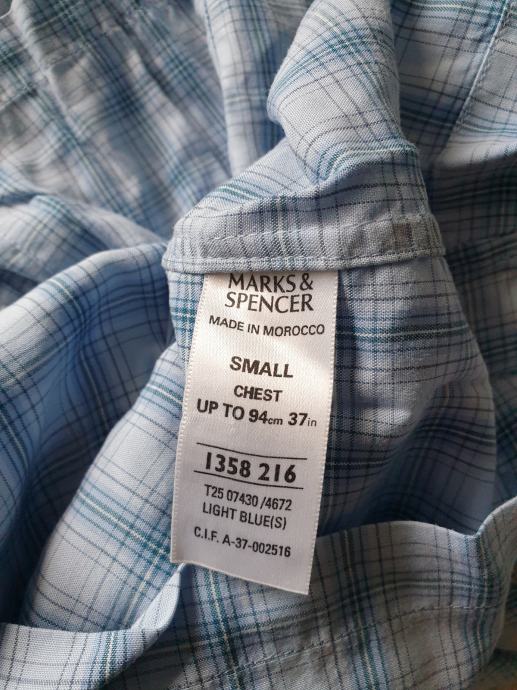 MARKS &
SPENCER
MADE IN MOROCCO
SMALL
CHEST
UP TO 94cm 37in
1358 216
T25 07430 /4672
LIGHT BLUE(S)
C.I.F. A-37-002516